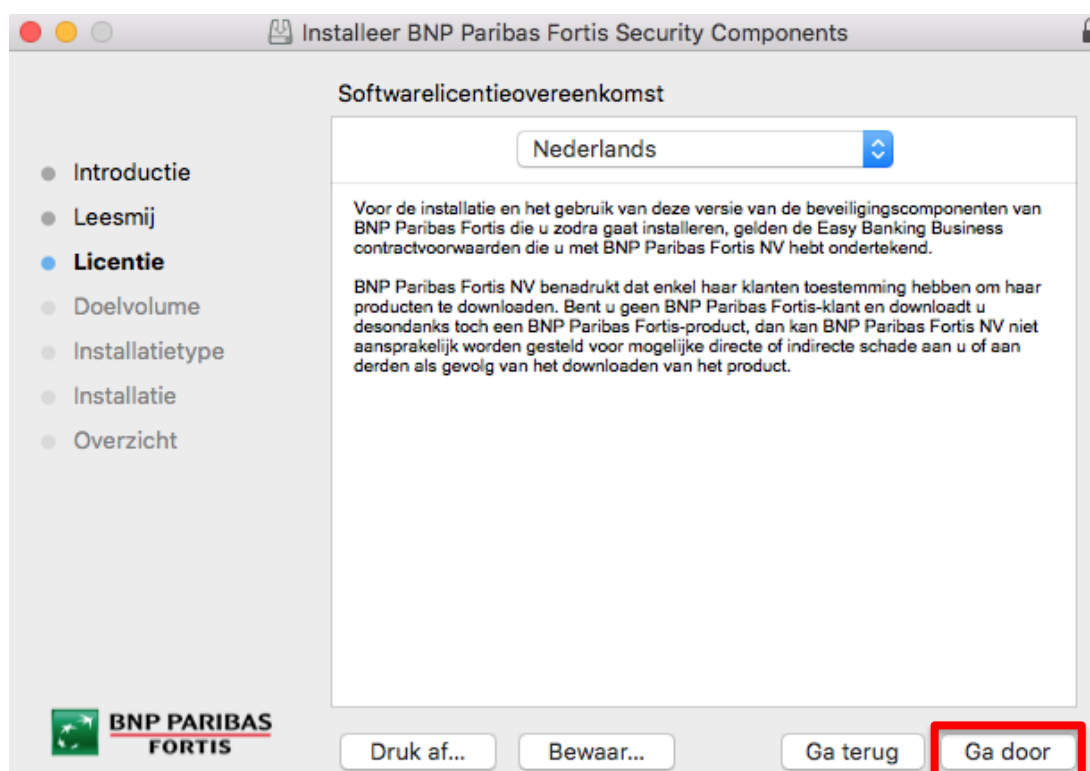 Installeer BNP Paribas Fortis Security Components
Softwarelicentieovereenkomst
Nederlands
Introductie
Leesmij
Licentie
Doelvolume
Installatietype
Installatie
Overzicht
Voor de installatie en het gebruik van deze versie van de beveiligingscomponenten van
BNP Paribas Fortis die u zodra gaat installeren, gelden de Easy Banking Business
contractvoorwaarden die u met BNP Paribas Fortis NV hebt ondertekend.
BNP Paribas Fortis NV benadrukt dat enkel haar klanten toestemming hebben om haar
producten te downloaden. Bent u geen BNP Paribas Fortis-klant en downloadt u
desondanks toch een BNP Paribas Fortis-product, dan kan BNP Paribas Fortis NV niet
aansprakelijk worden gesteld voor mogelijke directe of indirecte schade aan u of aan
derden als gevolg van het downloaden van het product.
BNP PARIBAS
FORTIS
Druk af...
Bewaar...
Ga terug
Ga door